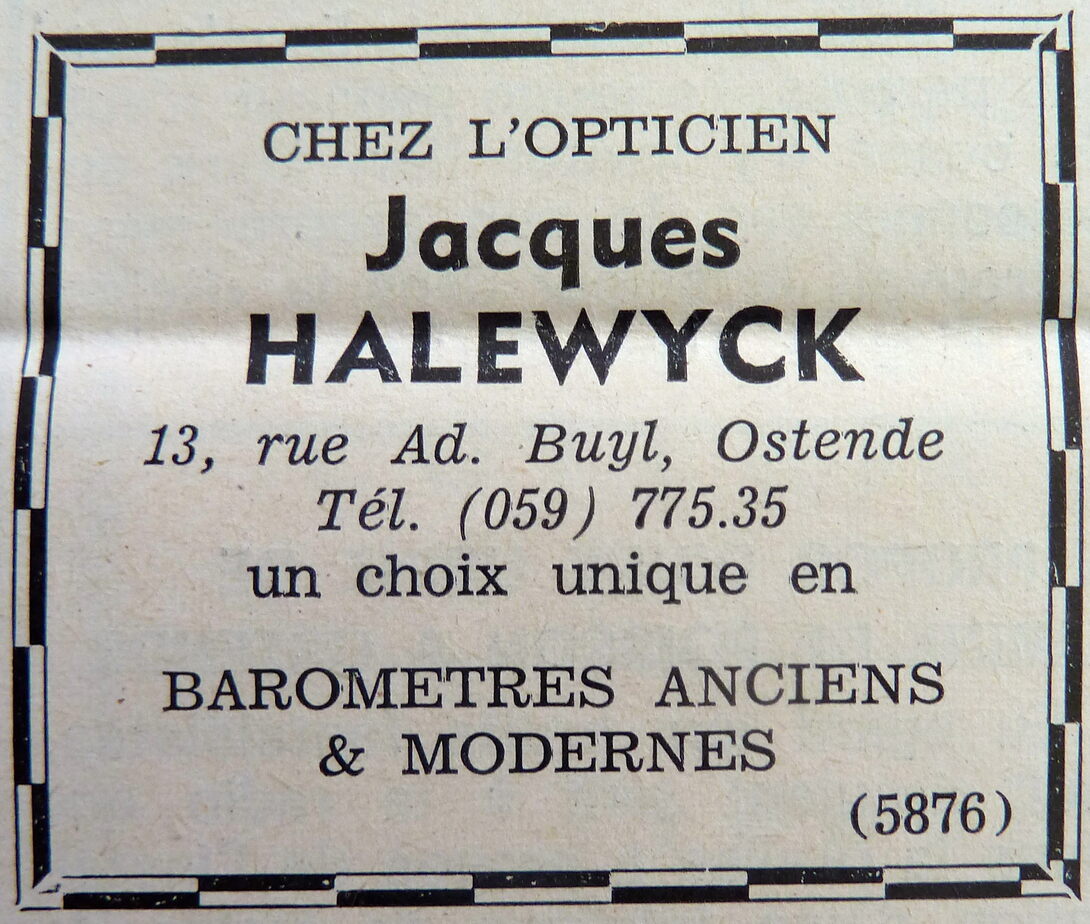 CHEZ L'OPTICIEN
Jacques
HALEWYCK
13, rue Ad. Buyl, Ostende
Tél. (059) 775.35
un choix unique en
BAROMETRES ANCIENS
& MODERNES
(5876)